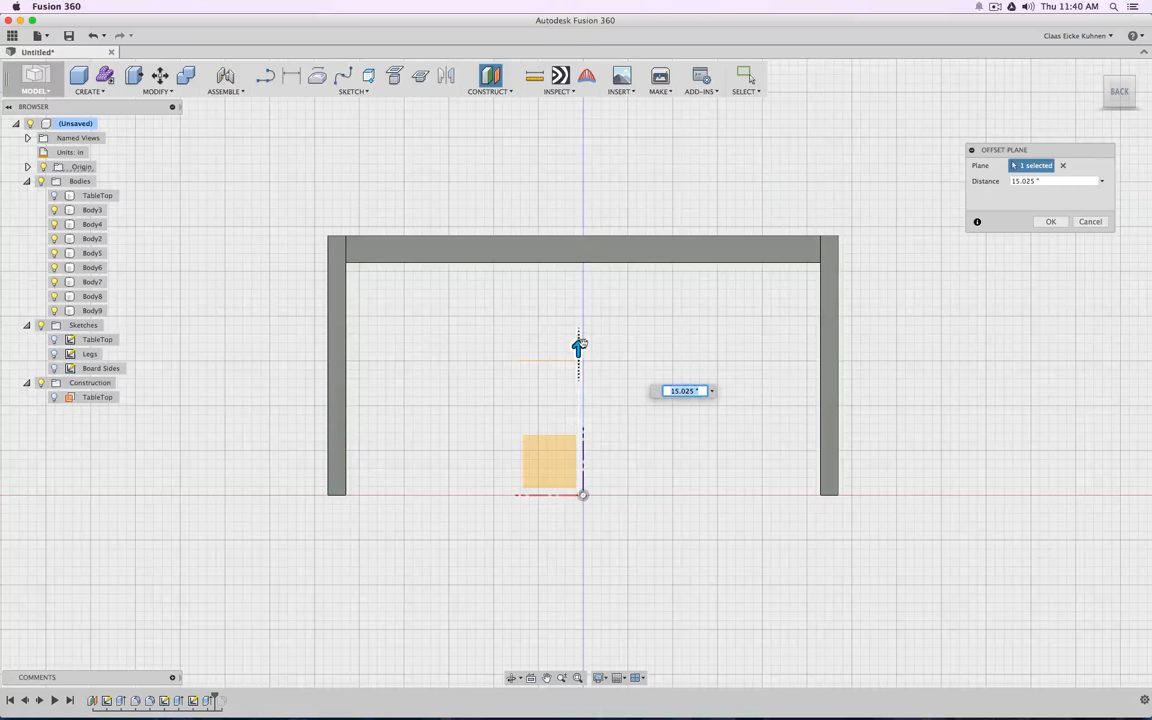 Fusion 360
Thu 11:40 AM
Autodesk Fusion 360
Claas Eicke Kuhnen
Untitled*
MODEL
CREATE
MODIFY
ASSEMBLE
SKETCH
CONSTRUCT
INSPECT
INSERT
MAKE
ADD-INS
SELECT
BROWSER
(Unsaved)
Named Views
Units: in
Origin
Bodies
TableTop
Body3
Body4
Body2
Body5
Body6
Body7
Body8
Body9
Sketches
TableTop
Legs
Board Sides
Construction
TableTop
BACK
OFFSET PLANE
Plane
1 selected
Distance
15.025 "
OK
Cancel
15.025 "
COMMENTS